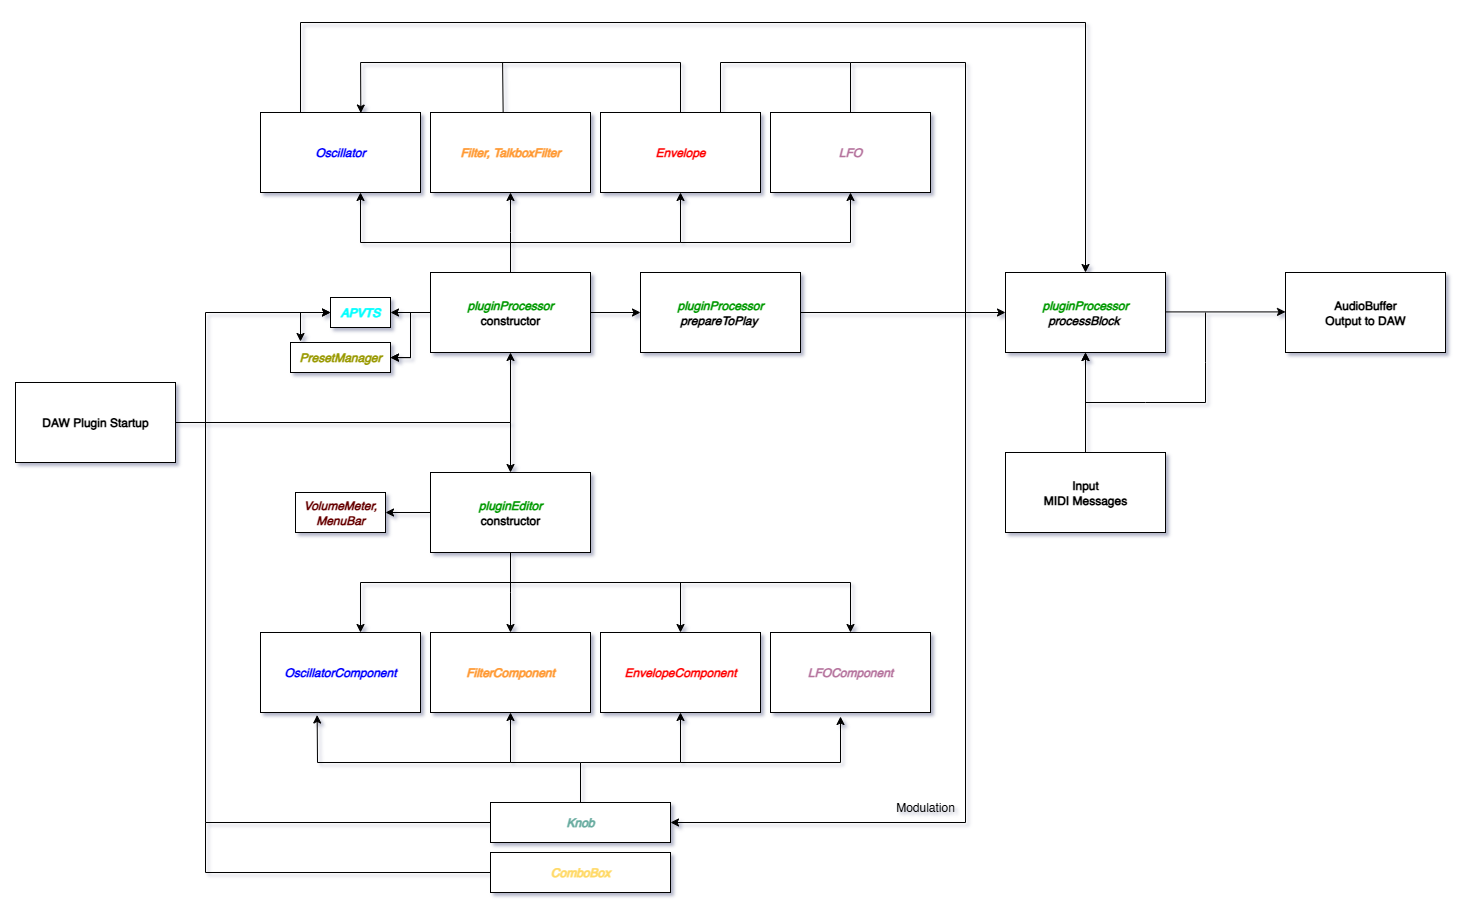 Oscillator
Filter, TalkboxFilter
Envelope
LFO
APVTS
pluginProcessor
constructor
pluginProcessor
prepareToPlay
pluginProcessor
processBlock
AudioBuffer
Output to DAW
PresetManager
DAW Plugin Startup
VolumeMeter,
MenuBar
pluginEditor
constructor
Input
MIDI Messages
OscillatorComponent
FilterComponent
EnvelopeComponent
LFOComponent
Modulation
Knob
ComboBox